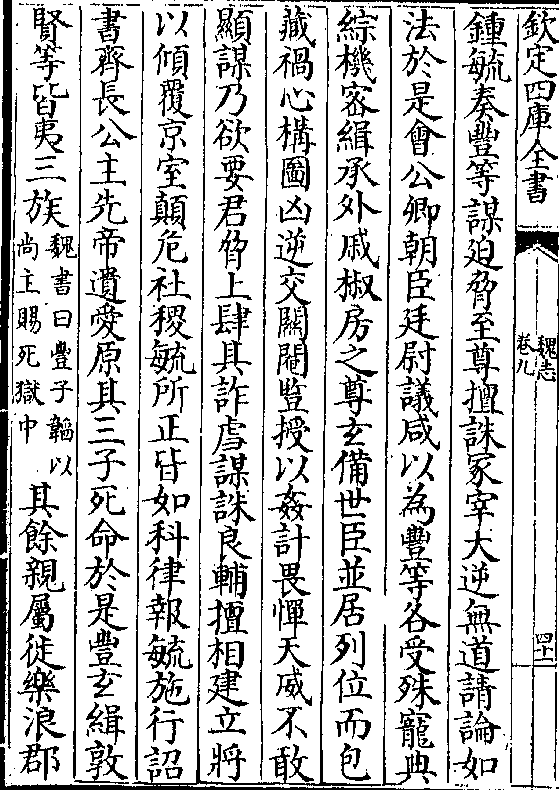 欽定四庫全書
魏志
卷九
四十一
鍾毓奏豐等謀迫脅至尊擅誅冢宰大逆無道請論如
法於是會公卿朝臣廷尉議咸以為豐等各受殊寵典
綜機密緝承外戚椒房之尊玄備世臣並居列位而包
藏禍心構圖凶逆交關閹豎授以姦計畏憚天威不敢
顯謀乃欲要君脅上肆其詐虐謀誅良輔擅相建立將
以傾覆京室顛危社稷毓所正皆如科律報毓施行詔
書齊長公主先帝遺愛原其三子死命於是豐玄緝敦
賢等皆夷三族魏書曰豐子韜以尚主賜死獄中其餘親屬徙樂浪郡